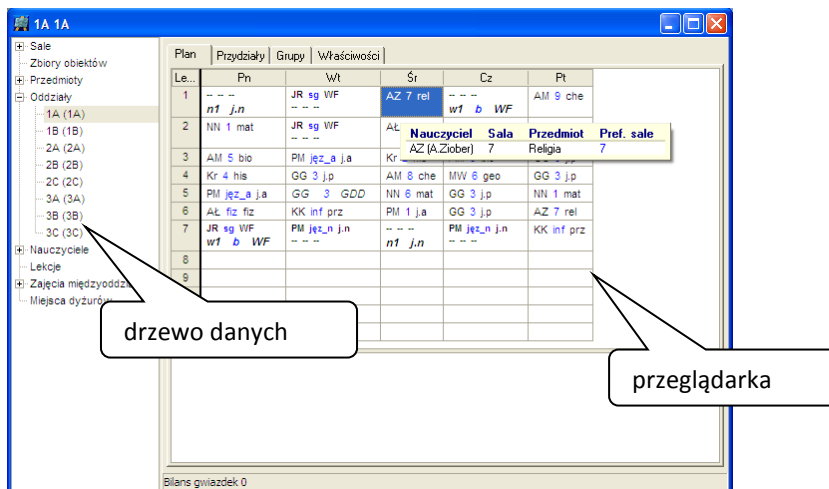 1A 1A
Sale
Zbiory obiektów
Przedmioty
Oddziały
1A (1A)
1B (1B)
2A (2A)
2B (2B)
2C (2C)
3A (3A)
3B (3B)
3C (3C)
Nauczyciele
Lekcje
Zajęcia międzyoddzi
Miejsca dyżurów
Plan Przydziały Grupy Właściwości
Le... Pn Wt Śr Cz Pt
1 -- -- -- JR sg WF AZ 7 rel -- -- -- AM 9 che
n1 j.n -- -- -- w1 b WF
2 NN 1 mat JR sg WF AŁ
-- -- --
Nauczyciel Sala Przedmiot Pref. sale
AZ (A.Ziober) 7 Religia 7
3 AM 5 bio PM jęz_a j.a Kr
4 Kr 4 his GG 3 j.p AM 8 che MW 6 geo GG 3 j.p
5 PM jęz_a j.a GG 3 GDD NN 6 mat GG 3 j.p NN 1 mat
6 AŁ fiz fiz KK inf prz PM 1 j.a GG 3 j.p AZ 7 rel
7 JR sg WF PM jęz_n j.n -- -- -- PM jęz_n j.n KK inf prz
w1 b WF -- -- -- n1 j.n -- -- --
8
9
drzewo danych
przeglądarka
Bilans gwiazdek 0